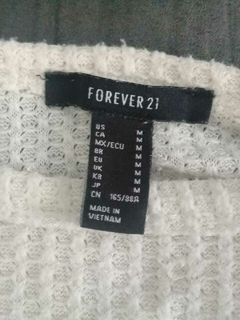 FOREVER 21
US M
CA M
MX/ECU M
BR M
EU M
UK M
KR M
JP M
CN 165/88A
MADE IN
VIETNAM